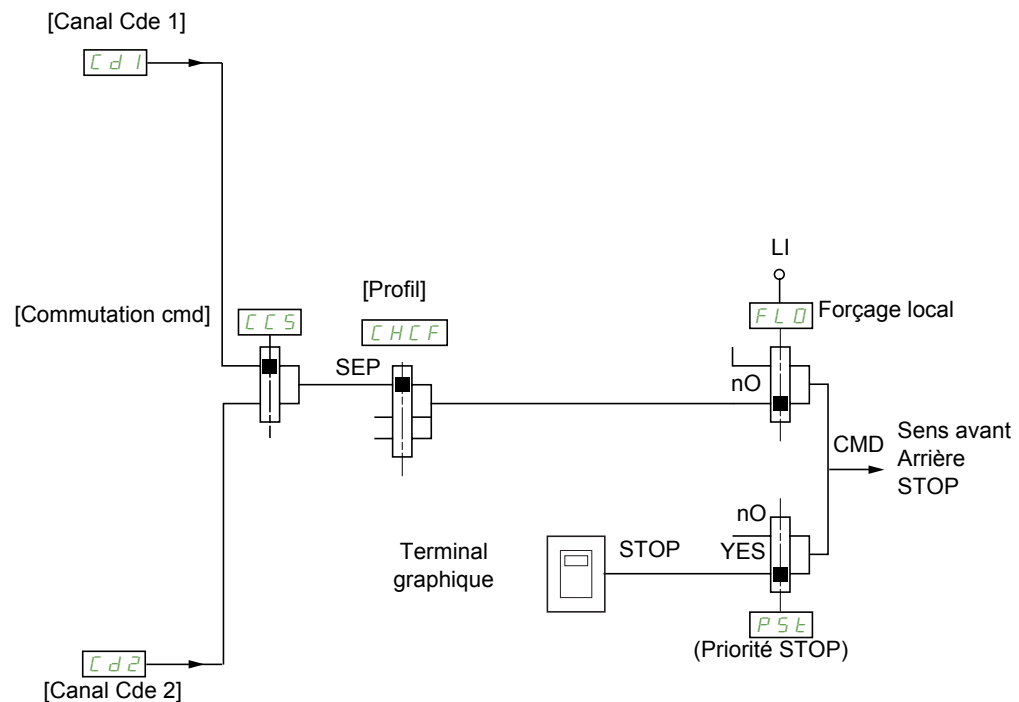 [Canal Cde 1]
Cd1
LI
[Profil]
[Commutation cmd]
CCS
CHCF
FLO
Forçage local
SEP
nO
CMD
Sens avant
Arrière
STOP
nO
Terminal
graphique
STOP
YES
PSt
(Priorité STOP)
Cd2
[Canal Cde 2]